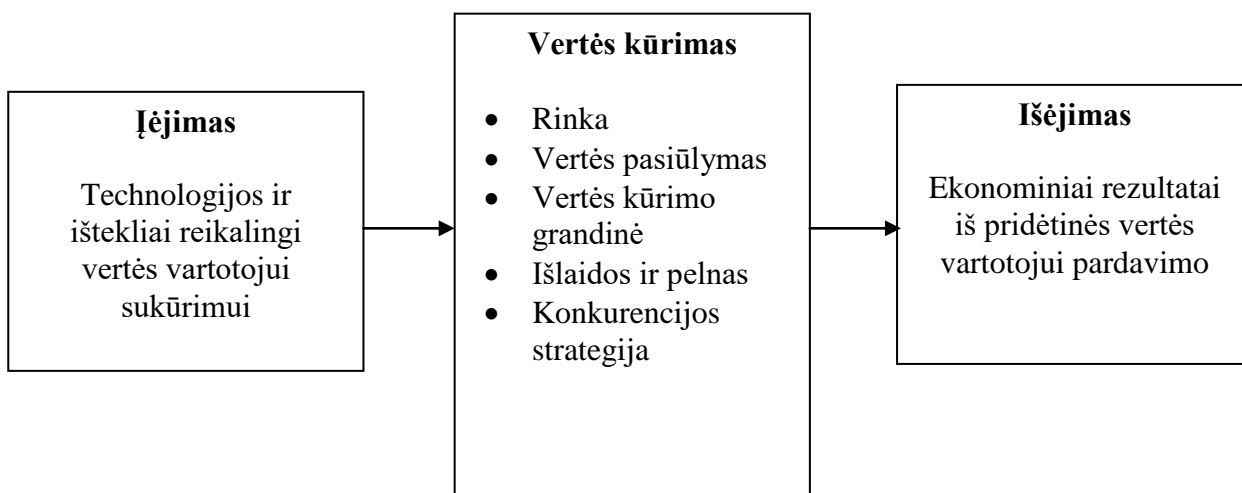 Įėjimas
Technologijos ir
ištekliai reikalingi
vertės vartotojui
sukūrimui
Vertės kūrimas
• Rinka
• Vertės pasiūlymas
• Vertės kūrimo
grandinė
• Išlaidos ir pelnas
• Konkurencijos
strategija
Išėjimas
Ekonominiai rezultatai
iš pridėtinės vertės
vartotojui pardavimo